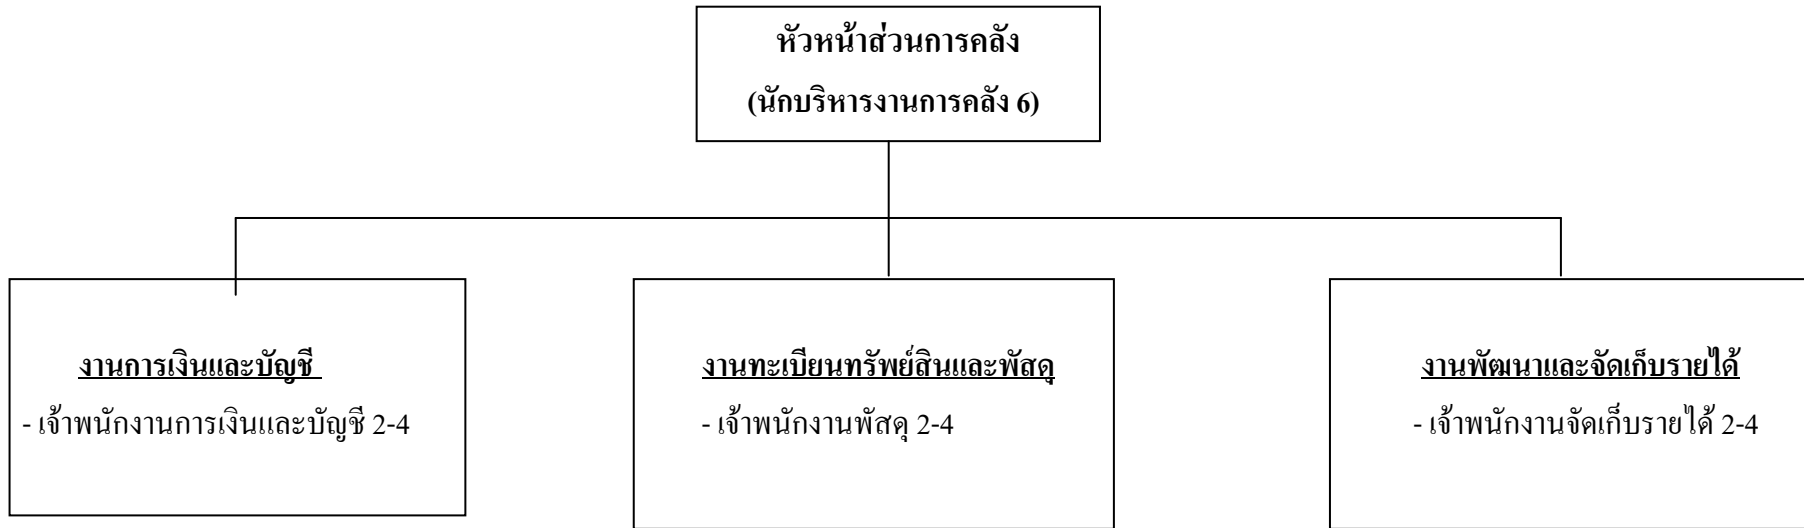 หัวหน้าส่วนการคลัง
(นักบริหารงานการคลัง 6)
งานการเงินและบัญชี
- เจ้าพนักงานการเงินและบัญชี 2-4
งานทะเบียนทรัพย์สินและพัสดุ
- เจ้าพนักงานพัสดุ 2-4
งานพัฒนาและจัดเก็บรายได้
- เจ้าพนักงานจัดเก็บรายได้ 2-4